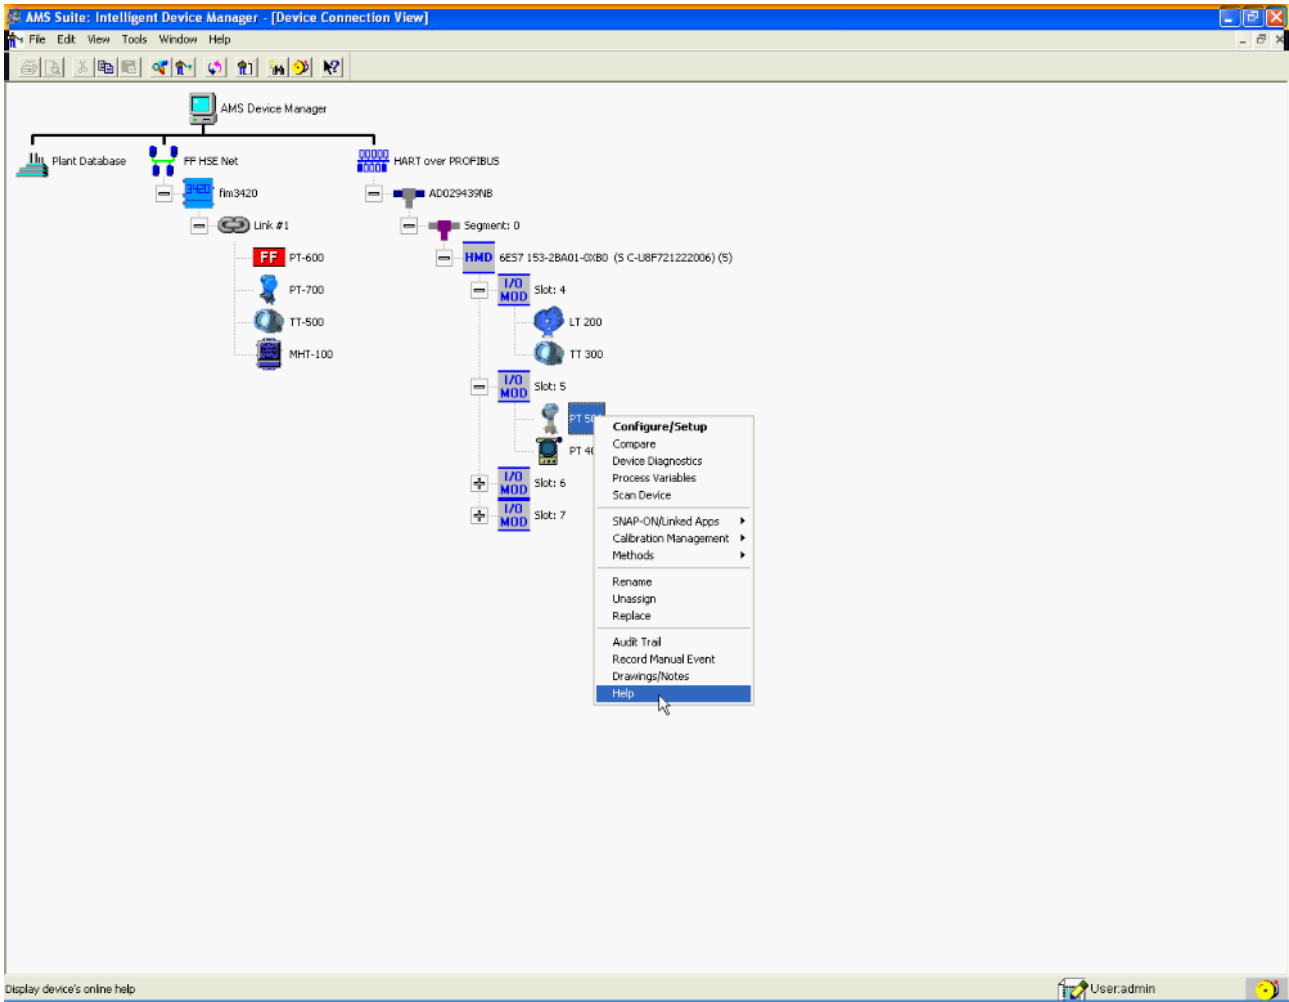 AMS Suite: Intelligent Device Manager - [Device Connection View]
File Edit View Tools Window Help
AMS Device Manager
Plant Database
FF HSE Net
HART over PROFIBUS
3420 fim3420
AD029439NB
Link #1
Segment: 0
FF PT-600
HMD 6ES7 153-2BA01-0XB0 (S C-U8F721222006) (5)
PT-700
I/O MOD Slot: 4
TT-500
LT 200
MHT-100
TT 300
I/O MOD Slot: 5
PT 50
PT 40
I/O MOD Slot: 6
I/O MOD Slot: 7
Configure/Setup
Compare
Device Diagnostics
Process Variables
Scan Device
SNAP-ON/Linked Apps
Calibration Management
Methods
Rename
Unassign
Replace
Audit Trail
Record Manual Event
Drawings/Notes
Help
Display device's online help
User:admin